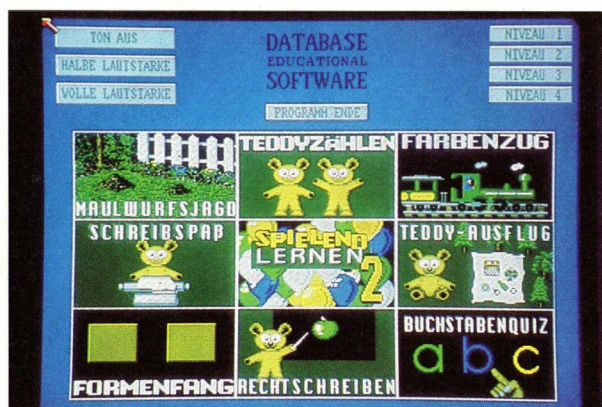 TON AUS
HALBE LAUTSTÄRKE
VOLLE LAUTSTÄRKE
DATABASE
EDUCATIONAL
SOFTWARE
PROGRAMM ENDE
NIVEAU 1
NIVEAU 2
NIVEAU 3
NIVEAU 4
MAULWURFSJAGD
TEDDYZÄHLEN
FARBENZUG
SCHREIBSPAß
SPIELEND
LERNEN
2
TEDDY-AUSFLUG
FORMENFANG
RECHTSCHREIBEN
BUCHSTABENQUIZ
a b c